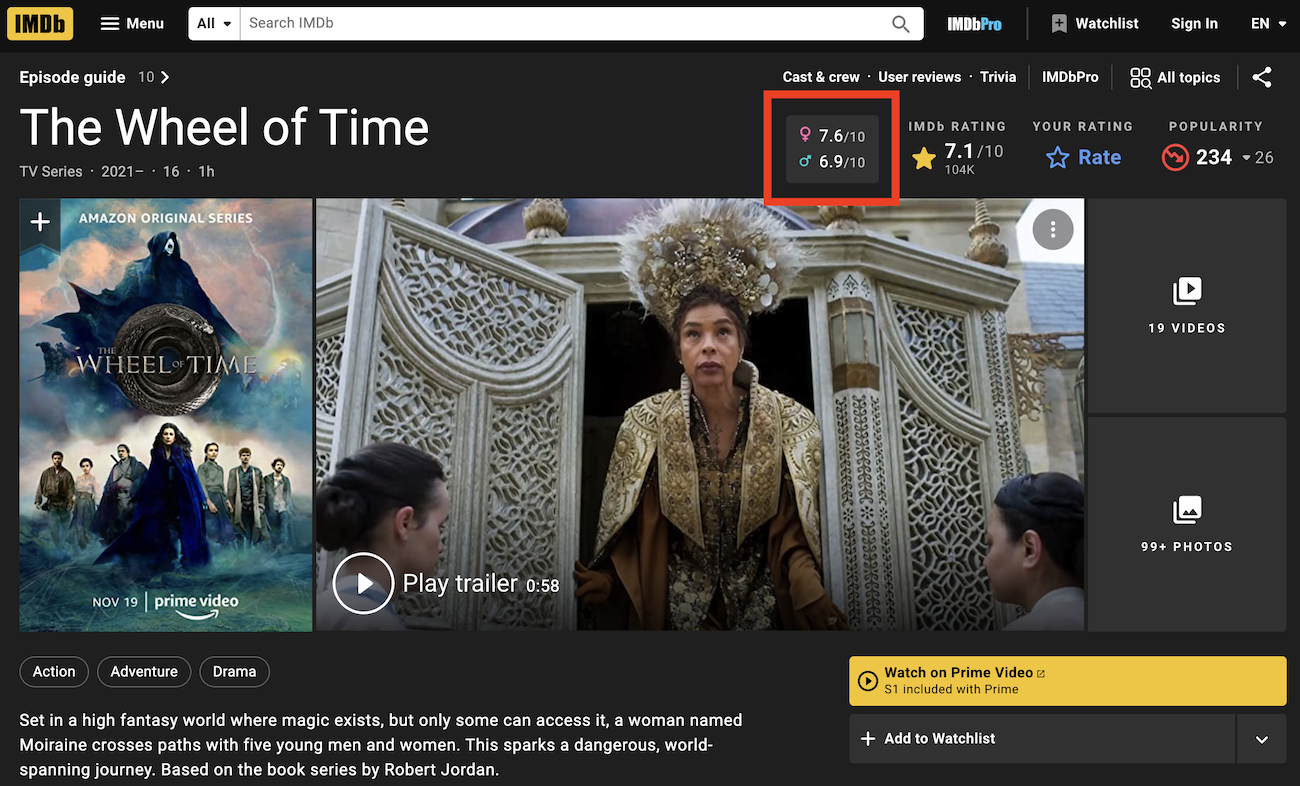 IMDb
Menu
All
Search IMDb
IMDbPro
Watchlist
Sign In
EN
Episode guide 10
Cast & crew · User reviews · Trivia
IMDbPro
All topics
The Wheel of Time
TV Series · 2021– · 16 · 1h
♀ 7.6/10
♂ 6.9/10
IMDb RATING
7.1/10
104K
YOUR RATING
Rate
POPULARITY
234
26
AMAZON ORIGINAL SERIES
THE
WHEEL OF TIME
NOV 19 | prime video
Play trailer 0:58
19 VIDEOS
99+ PHOTOS
Action
Adventure
Drama
Set in a high fantasy world where magic exists, but only some can access it, a woman named
Moiraine crosses paths with five young men and women. This sparks a dangerous, world-
spanning journey. Based on the book series by Robert Jordan.
Watch on Prime Video
S1 included with Prime
Add to Watchlist